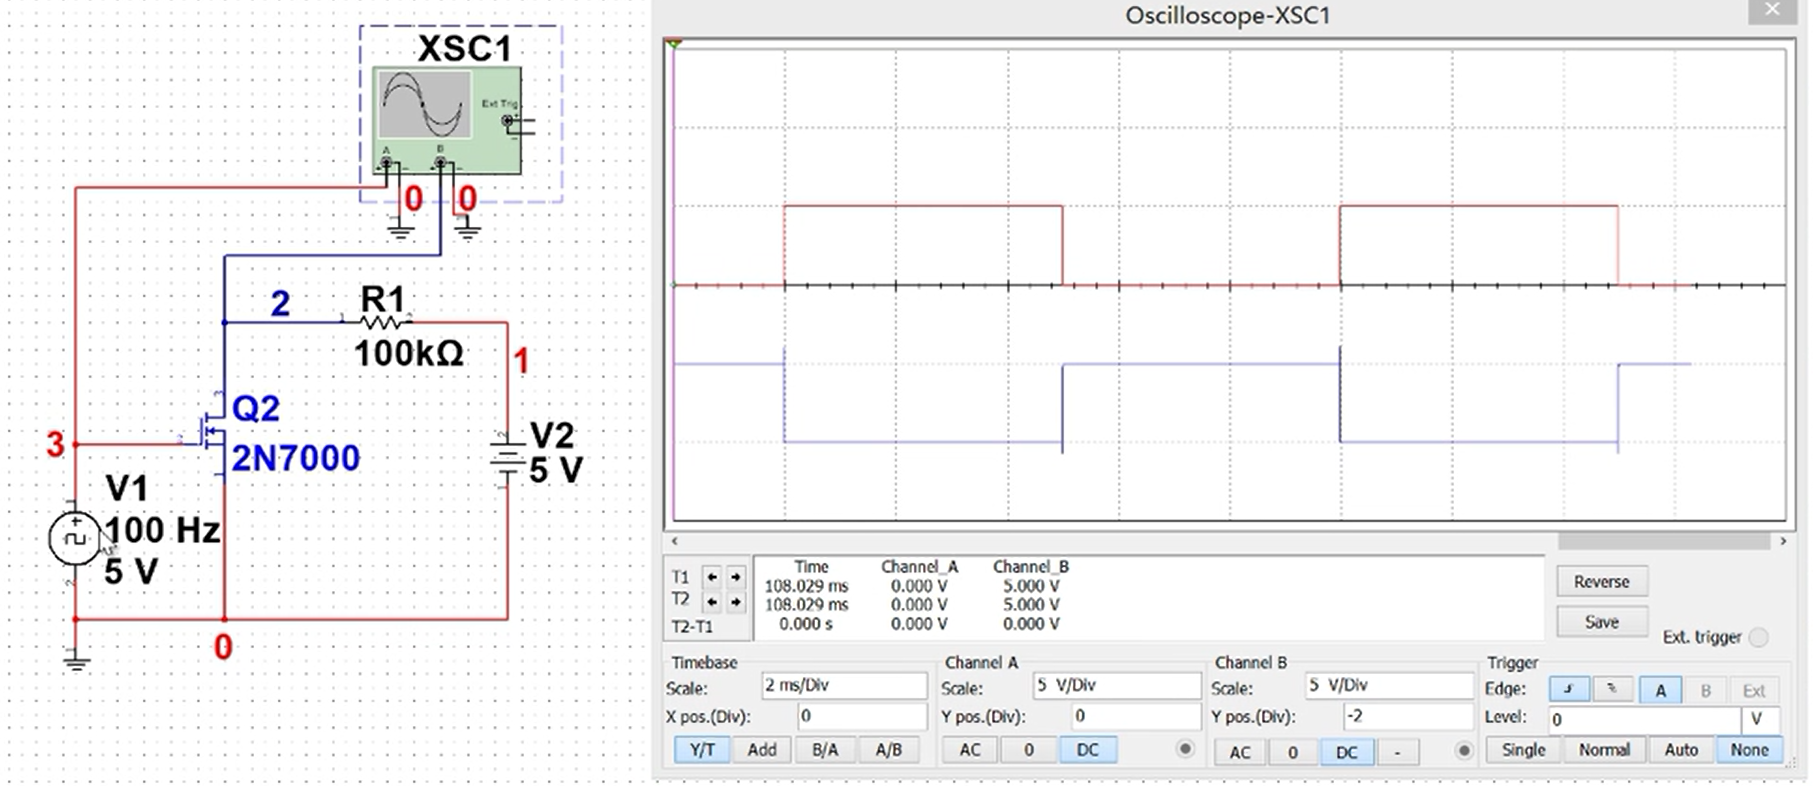 XSC1
Ext Trig
A
B
0
0
2
R1
100kΩ
1
Q2
2N7000
3
V1
100 Hz
5 V
V2
5 V
0
Oscilloscope-XSC1
T1
T2
T2-T1
Time Channel_A Channel_B
108.029 ms 0.000 V 5.000 V
108.029 ms 0.000 V 5.000 V
0.000 s 0.000 V 0.000 V
Reverse
Save
Ext. trigger
Timebase
Scale: 2 ms/Div
X pos.(Div): 0
Y/T Add B/A A/B
Channel A
Scale: 5 V/Div
Y pos.(Div): 0
AC 0 DC
Channel B
Scale: 5 V/Div
Y pos.(Div): -2
AC 0 DC -
Trigger
Edge: A B Ext
Level: 0 V
Single Normal Auto None